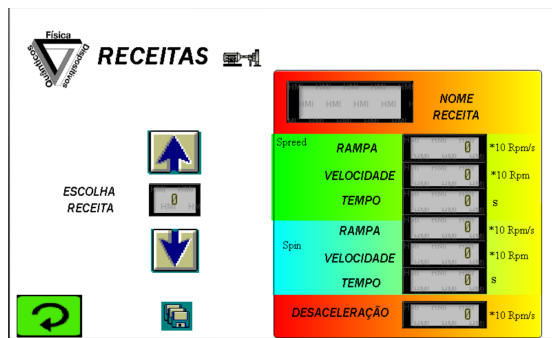 Física
Dispositivos
Quânticos
RECEITAS
HMI HMI HMI HMI
NOME
RECEITA
Spreed
RAMPA 0 *10 Rpm/s
VELOCIDADE 0 *10 Rpm
TEMPO 0 s
ESCOLHA
RECEITA
0
Spin
RAMPA 0 *10 Rpm/s
VELOCIDADE 0 *10 Rpm
TEMPO 0 s
DESACELERAÇÃO 0 *10 Rpm/s